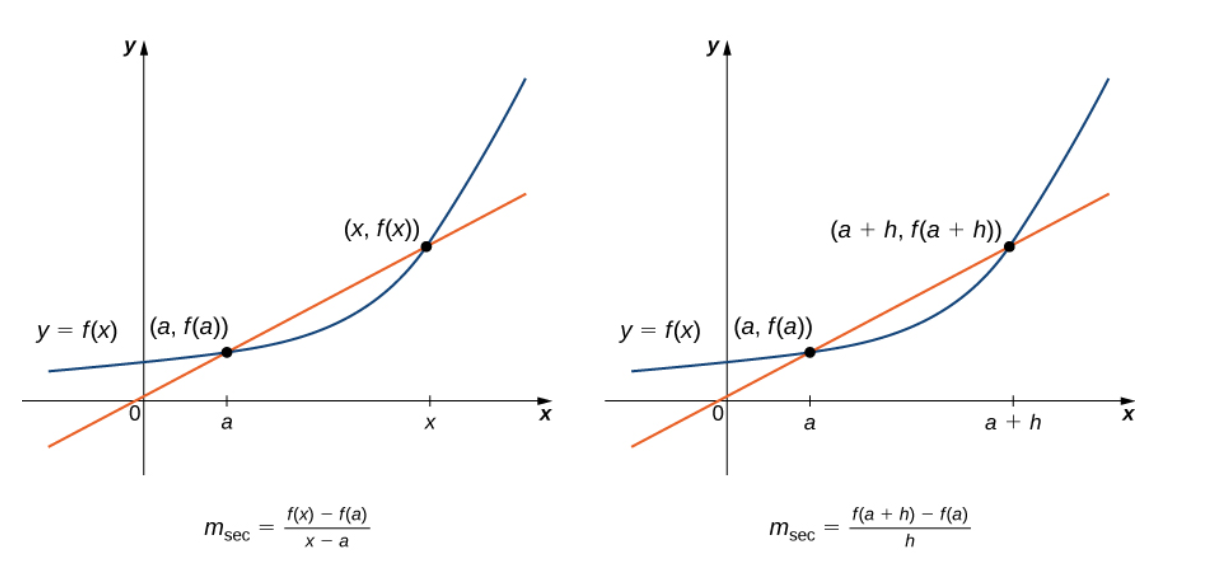 y
(x, f(x))
y = f(x)
(a, f(a))
0
a
x
x
m_sec = (f(x) − f(a)) / (x − a)
y
(a + h, f(a + h))
y = f(x)
(a, f(a))
0
a
a + h
x
m_sec = (f(a + h) − f(a)) / h